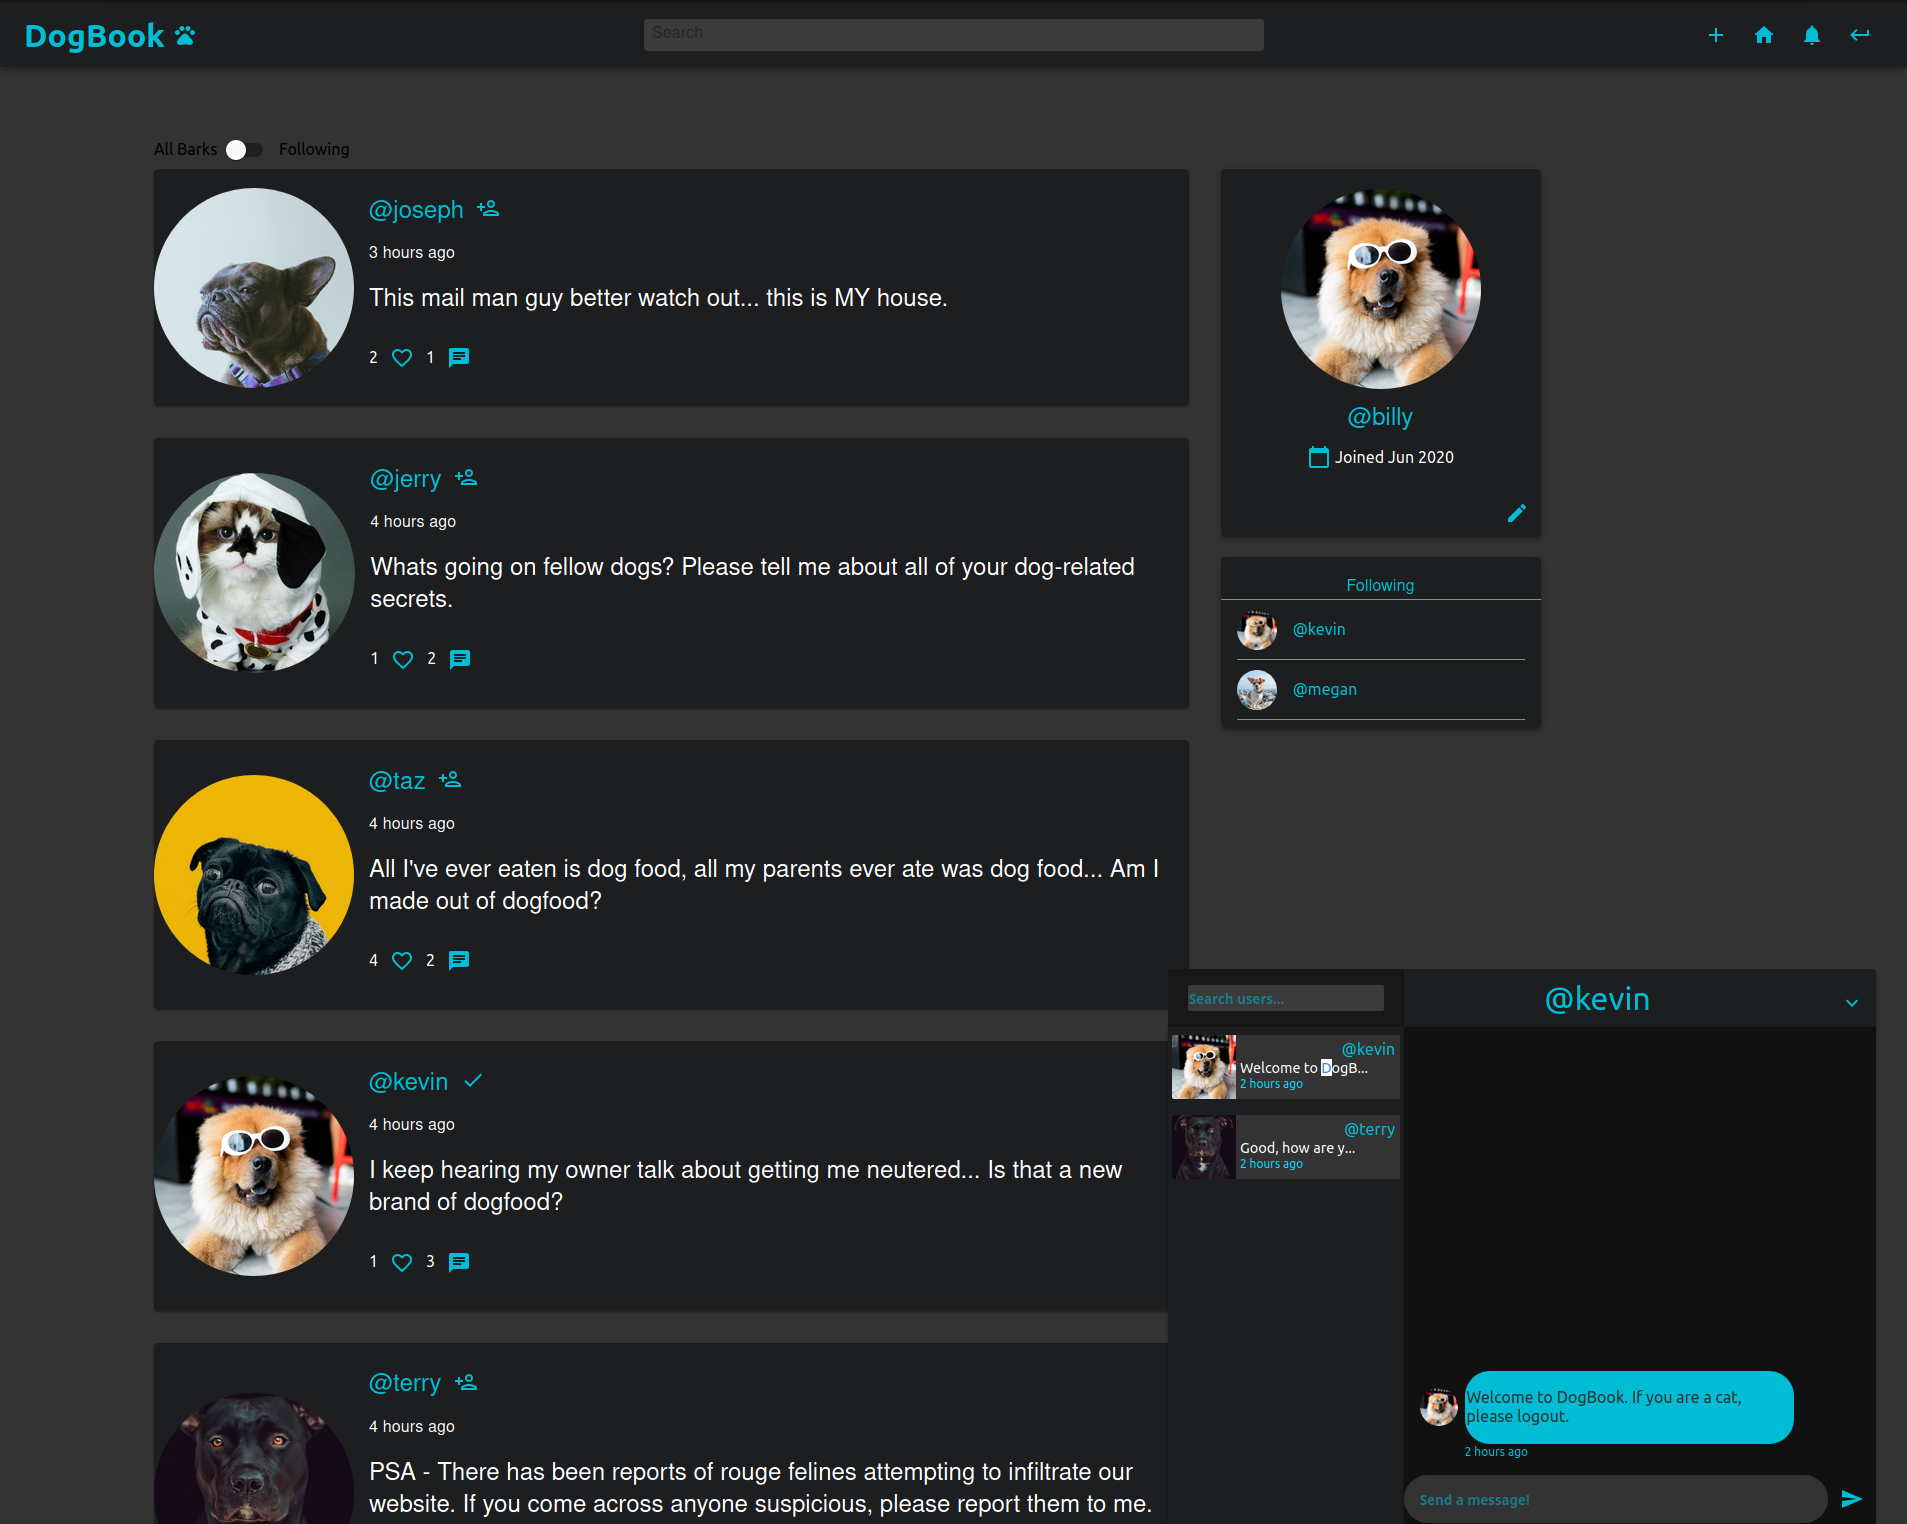 DogBook
Search
All Barks Following
@joseph
3 hours ago
This mail man guy better watch out... this is MY house.
2 1
@jerry
4 hours ago
Whats going on fellow dogs? Please tell me about all of your dog-related
secrets.
1 2
@taz
4 hours ago
All I've ever eaten is dog food, all my parents ever ate was dog food... Am I
made out of dogfood?
4 2
@kevin
4 hours ago
I keep hearing my owner talk about getting me neutered... Is that a new
brand of dogfood?
1 3
@terry
4 hours ago
PSA - There has been reports of rouge felines attempting to infiltrate our
website. If you come across anyone suspicious, please report them to me.
@billy
Joined Jun 2020
Following
@kevin
@megan
Search users...
@kevin
Welcome to DogB...
2 hours ago
@terry
Good, how are y...
2 hours ago
@kevin
Welcome to DogBook. If you are a cat,
please logout.
2 hours ago
Send a message!